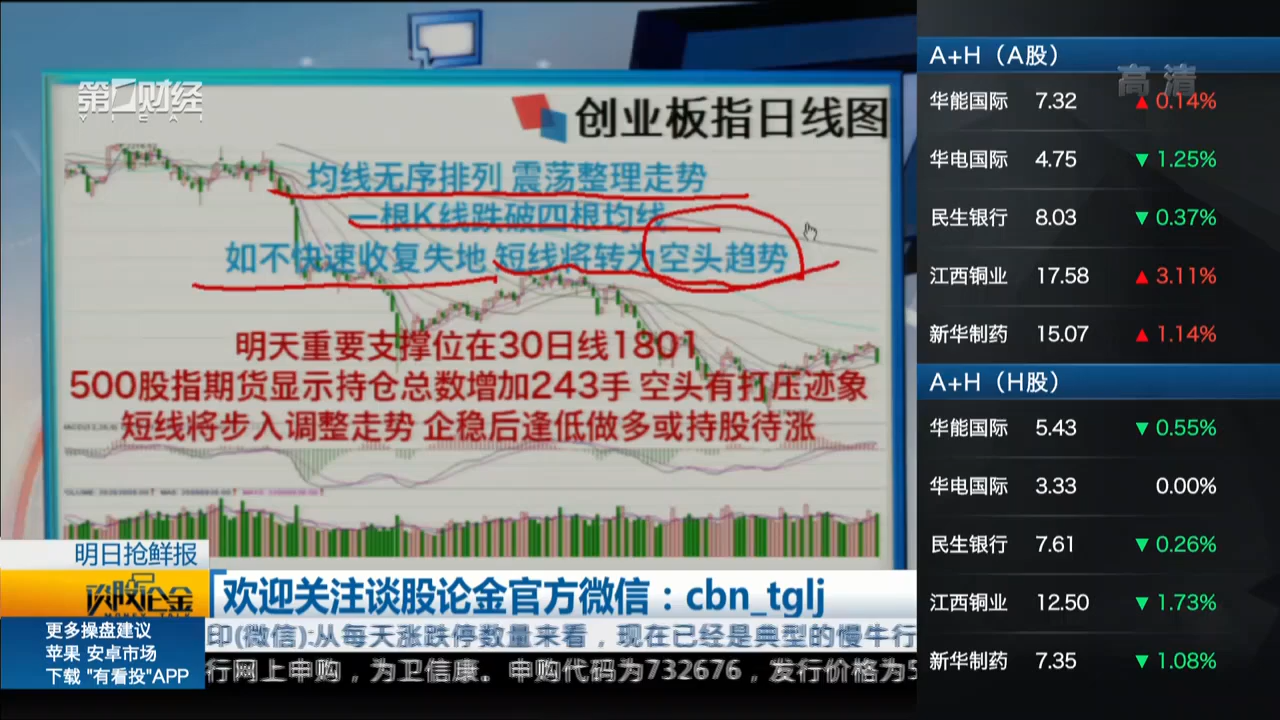 第一财经
YICAI
创业板指日线图
均线无序排列 震荡整理走势
一根K线跌破四根均线
如不快速收复失地 短线将转为空头趋势
明天重要支撑位在30日线1801
500股指期货显示持仓总数增加243手 空头有打压迹象
短线将步入调整走势 企稳后逢低做多或持股待涨
明日抢鲜报
谈股论金
MONEY TALK
欢迎关注谈股论金官方微信：cbn_tglj
更多操盘建议
苹果 安卓市场
下载 "有看投"APP
印(微信):从每天涨跌停数量来看，现在已经是典型的慢牛行
行网上申购，为卫信康。申购代码为732676，发行价格为5
高清
A+H（A股）
华能国际 7.32 ▲ 0.14%
华电国际 4.75 ▼ 1.25%
民生银行 8.03 ▼ 0.37%
江西铜业 17.58 ▲ 3.11%
新华制药 15.07 ▲ 1.14%
A+H（H股）
华能国际 5.43 ▼ 0.55%
华电国际 3.33 0.00%
民生银行 7.61 ▼ 0.26%
江西铜业 12.50 ▼ 1.73%
新华制药 7.35 ▼ 1.08%